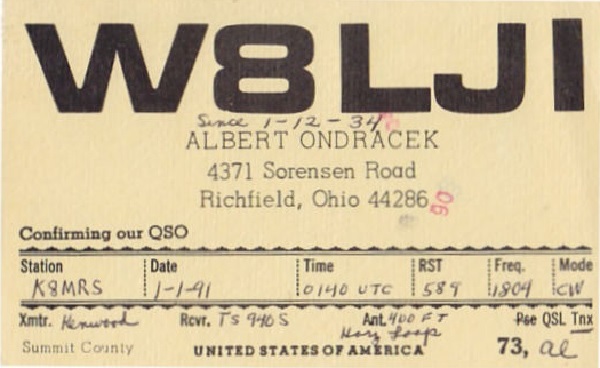 W8LJI
Since 1-12-34
ALBERT ONDRACEK
4371 Sorensen Road
Richfield, Ohio 44286
90
Confirming our QSO
Station Date Time RST Freq. Mode
K8MRS 1-1-91 0140 UTC 589 1804 CW
Xmtr. Kenwood Rcvr. TS 940S Ant. 400 FT Pse QSL Tnx
Horz Loop
Summit County UNITED STATES OF AMERICA 73, al